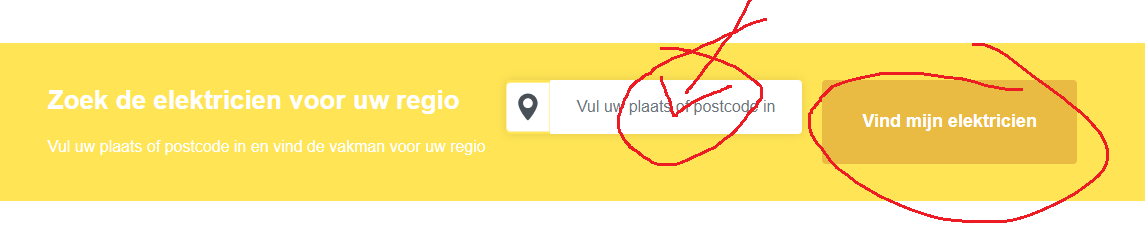 Zoek de elektricien voor uw regio
Vul uw plaats of postcode in en vind de vakman voor uw regio
Vul uw plaats of postcode in
Vind mijn elektricien